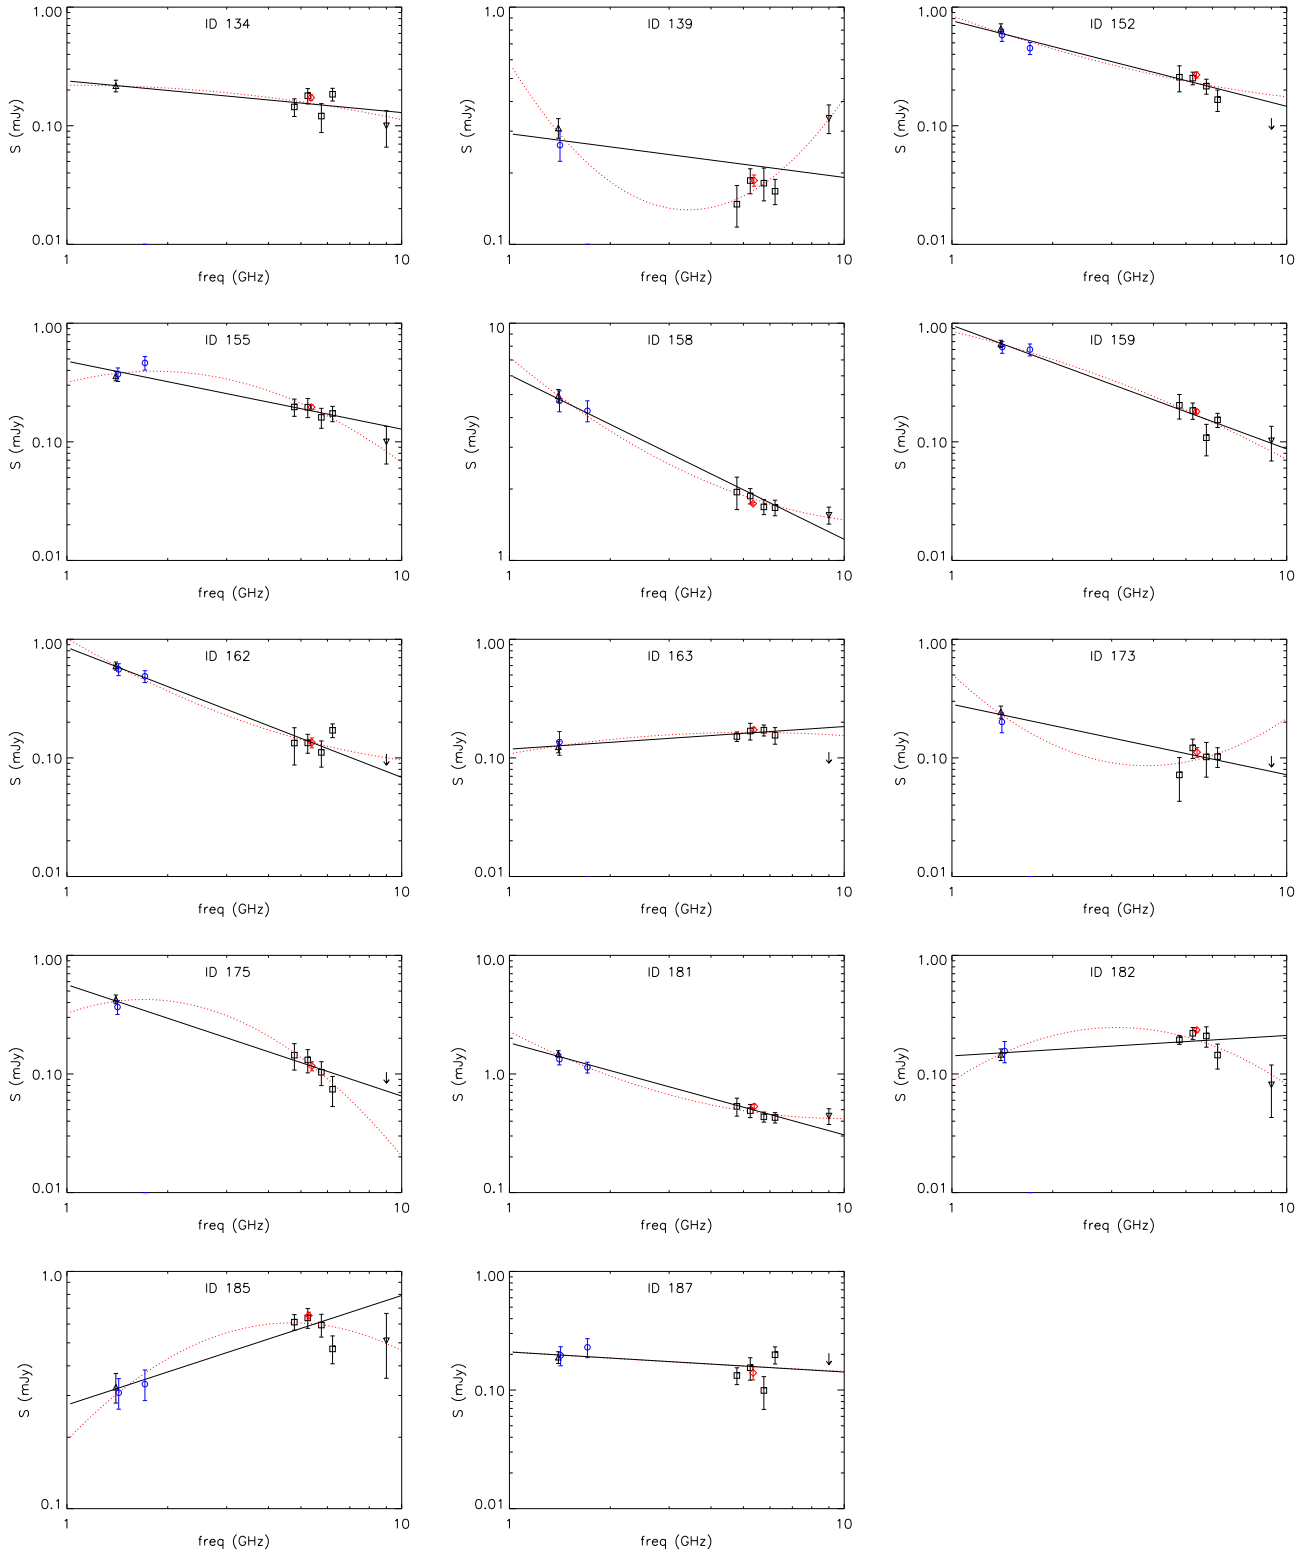 ID 134
1.00
0.10
0.01
S (mJy)
1
10
freq (GHz)
ID 139
1.0
0.1
S (mJy)
1
10
freq (GHz)
ID 152
1.00
0.10
0.01
S (mJy)
1
10
freq (GHz)
ID 155
1.00
0.10
0.01
S (mJy)
1
10
freq (GHz)
ID 158
10
1
S (mJy)
1
10
freq (GHz)
ID 159
1.00
0.10
0.01
S (mJy)
1
10
freq (GHz)
ID 162
1.00
0.10
0.01
S (mJy)
1
10
freq (GHz)
ID 163
1.00
0.10
0.01
S (mJy)
1
10
freq (GHz)
ID 173
1.00
0.10
0.01
S (mJy)
1
10
freq (GHz)
ID 175
1.00
0.10
0.01
S (mJy)
1
10
freq (GHz)
ID 181
10.0
1.0
0.1
S (mJy)
1
10
freq (GHz)
ID 182
1.00
0.10
0.01
S (mJy)
1
10
freq (GHz)
ID 185
1.0
0.1
S (mJy)
1
10
freq (GHz)
ID 187
1.00
0.10
0.01
S (mJy)
1
10
freq (GHz)